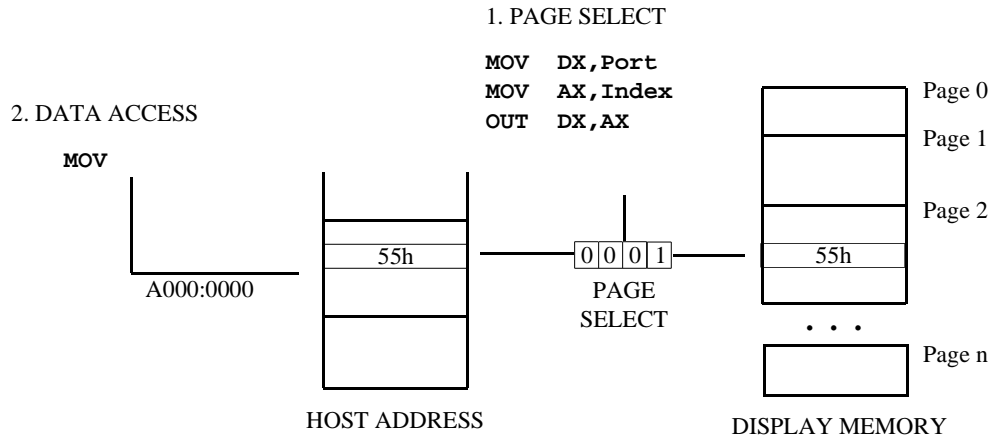 1. PAGE SELECT
MOV DX,Port
MOV AX,Index
OUT DX,AX
2. DATA ACCESS
MOV
A000:0000
55h
HOST ADDRESS
0 0 0 1
PAGE
SELECT
Page 0
Page 1
Page 2
55h
. . .
Page n
DISPLAY MEMORY